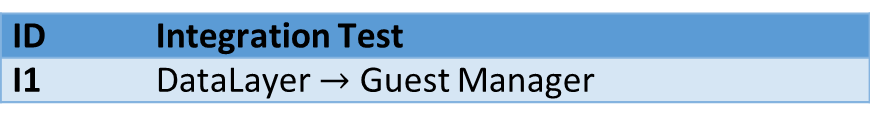 ID Integration Test
I1 DataLayer → Guest Manager